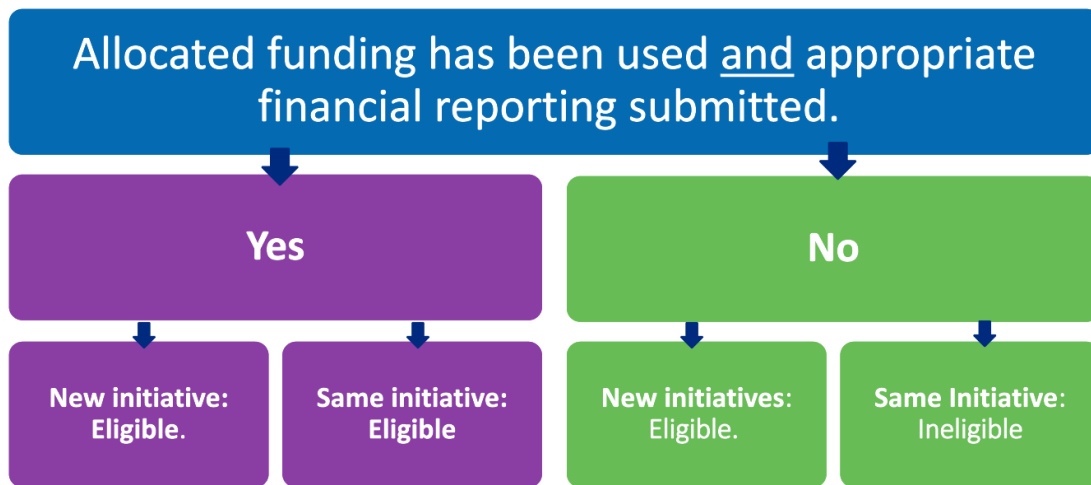 Allocated funding has been used and appropriate
financial reporting submitted.
Yes
No
New initiative:
Eligible.
Same initiative:
Eligible
New initiatives:
Eligible.
Same Initiative:
Ineligible